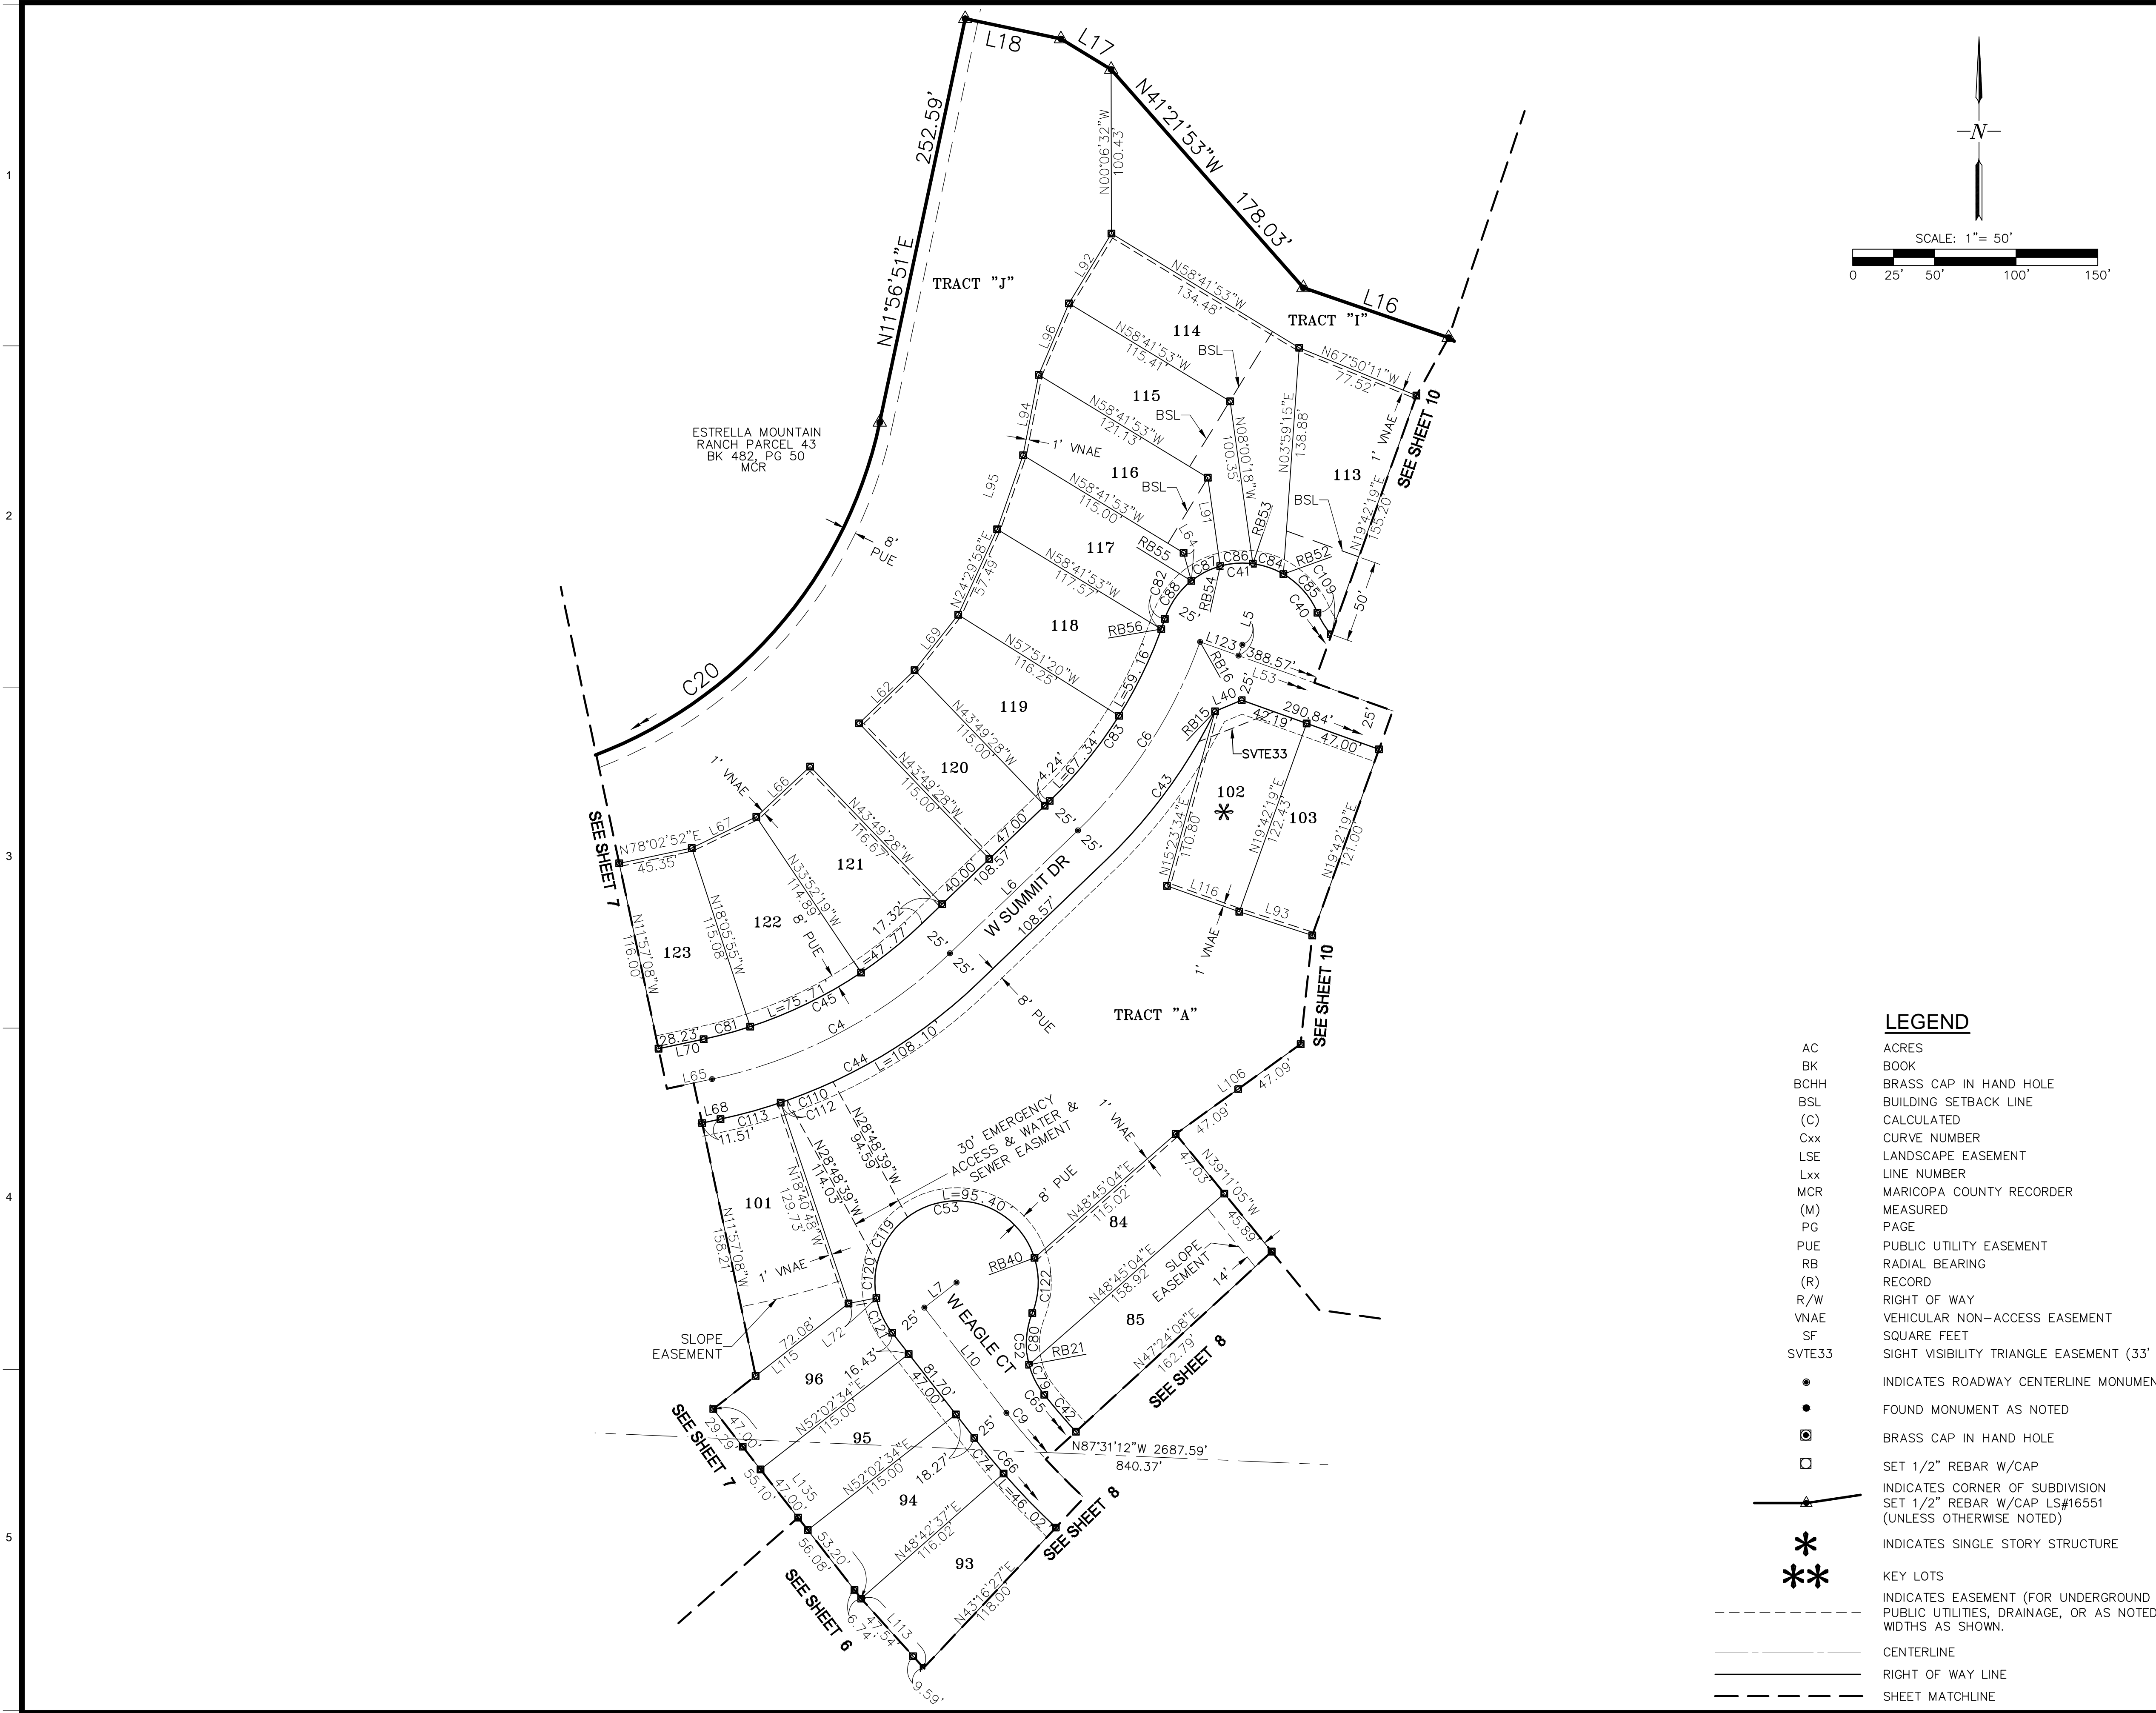 L18
L17
N41°21'53"W
178.03'
252.59'
N11°56'51"E
N00°06'32"W
100.43'
-N-
SCALE: 1"= 50'
0 25' 50' 100' 150'
1
TRACT "J"
L92
N58°41'53"W
134.48'
TRACT "I"
L16
114
BSL
N67°50'11"W
77.52'
L96
N58°41'53"W
115.41'
115
BSL
1' VNAE
SEE SHEET 10
ESTRELLA MOUNTAIN
RANCH PARCEL 43
BK 482, PG 50
MCR
L94
N58°41'53"W
121.13'
1' VNAE
N08°00'18"W
100.35'
N03°59'15"E
138.88'
113
BSL
N19°42'19"E
155.20'
116
BSL
L95
N58°41'53"W
115.00'
L91
L64
RB53
2
8'
PUE
117
RB55
C87
C86
C84
RB52
C41
C109
C85
C40
50'
N24°29'58"E
57.49'
N58°41'53"W
117.57'
C82
C88
RB54
25'
118
RB56
L5
L123
388.57'
L53
RB16
L69
N57°51'20"W
116.25'
L=59.16'
C20
L62
119
L40
25'
RB15
42.19'
290.84'
47.00'
25'
N43°49'28"W
115.00'
C83
C6
SVTE33
L=67.34'
4.24'
120
N43°49'28"W
115.00'
C43
102
N15°23'34"E
110.80'
N19°42'19"E
122.43'
103
N19°42'19"E
121.00'
1' VNAE
L66
L67
N78°02'52"E
45.35'
SEE SHEET 7
N43°49'28"W
116.67'
47.00'
108.57'
40.00'
25'
25'
L6
W SUMMIT DR
108.57'
3
121
N33°52'19"W
114.89'
8' PUE
17.32'
=47.77'
25'
25'
L116
L93
1' VNAE
122
N18°05'55"W
115.08'
123
N11°57'08"W
116.00'
L=75.71'
C45
C4
8' PUE
TRACT "A"
SEE SHEET 10
28.23'
C81
L70
L65
C44
L=108.10'
L106
47.09'
L68
C113
C110
C112
11.51'
30' EMERGENCY
ACCESS & WATER &
SEWER EASMENT
1' VNAE
47.09'
N28°48'39"W
94.59'
N28°48'39"W
114.03'
N18°40'48"W
129.73'
4
101
N11°57'08"W
158.21'
1' VNAE
L=95.40'
C53
8' PUE
N48°45'04"E
115.02'
47.03'
N39°11'05"W
45.89'
84
C119
C120
RB40
C122
N48°45'04"E
158.92'
SLOPE
EASEMENT
14'
L7
W EAGLE CT
SLOPE
EASEMENT
72.08'
L115
L72
C121
25'
16.43'
L10
C80
C52
85
N47°24'08"E
162.79'
SEE SHEET 8
96
81.70'
47.00'
RB21
C79
C65
C42
C9
N52°02'34"E
115.00'
47.00'
29.29'
SEE SHEET 7
95
25'
N87°31'12"W 2687.59'
840.37'
55.10'
47.00'
L135
N52°02'34"E
115.00'
18.27'
C74
C66
94
L=46.02'
SEE SHEET 8
5
53.20'
56.08'
SEE SHEET 6
N48°42'37"E
116.02'
93
N43°16'27"E
118.00'
L113
6.74'
47.54'
9.59'
LEGEND
AC ACRES
BK BOOK
BCHH BRASS CAP IN HAND HOLE
BSL BUILDING SETBACK LINE
(C) CALCULATED
Cxx CURVE NUMBER
LSE LANDSCAPE EASEMENT
Lxx LINE NUMBER
MCR MARICOPA COUNTY RECORDER
(M) MEASURED
PG PAGE
PUE PUBLIC UTILITY EASEMENT
RB RADIAL BEARING
(R) RECORD
R/W RIGHT OF WAY
VNAE VEHICULAR NON-ACCESS EASEMENT
SF SQUARE FEET
SVTE33 SIGHT VISIBILITY TRIANGLE EASEMENT (33'
INDICATES ROADWAY CENTERLINE MONUMEN
FOUND MONUMENT AS NOTED
BRASS CAP IN HAND HOLE
SET 1/2" REBAR W/CAP
INDICATES CORNER OF SUBDIVISION
SET 1/2" REBAR W/CAP LS#16551
(UNLESS OTHERWISE NOTED)
INDICATES SINGLE STORY STRUCTURE
KEY LOTS
INDICATES EASEMENT (FOR UNDERGROUND
PUBLIC UTILITIES, DRAINAGE, OR AS NOTED
WIDTHS AS SHOWN.
CENTERLINE
RIGHT OF WAY LINE
SHEET MATCHLINE